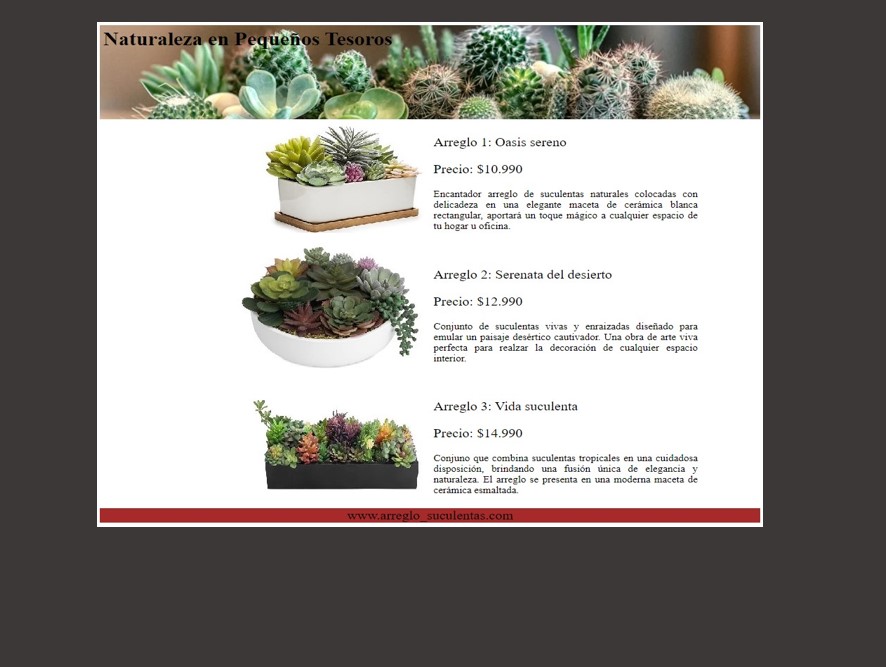 Naturaleza en Pequeños Tesoros
Arreglo 1: Oasis sereno
Precio: $10.990
Encantador arreglo de suculentas naturales colocadas con
delicadeza en una elegante maceta de cerámica blanca
rectangular, aportará un toque mágico a cualquier espacio de
tu hogar u oficina.
Arreglo 2: Serenata del desierto
Precio: $12.990
Conjunto de suculentas vivas y enraizadas diseñado para
emular un paisaje desértico cautivador. Una obra de arte viva
perfecta para realzar la decoración de cualquier espacio
interior.
Arreglo 3: Vida suculenta
Precio: $14.990
Conjuno que combina suculentas tropicales en una cuidadosa
disposición, brindando una fusión única de elegancia y
naturaleza. El arreglo se presenta en una moderna maceta de
cerámica esmaltada.
www.arreglo_suculentas.com